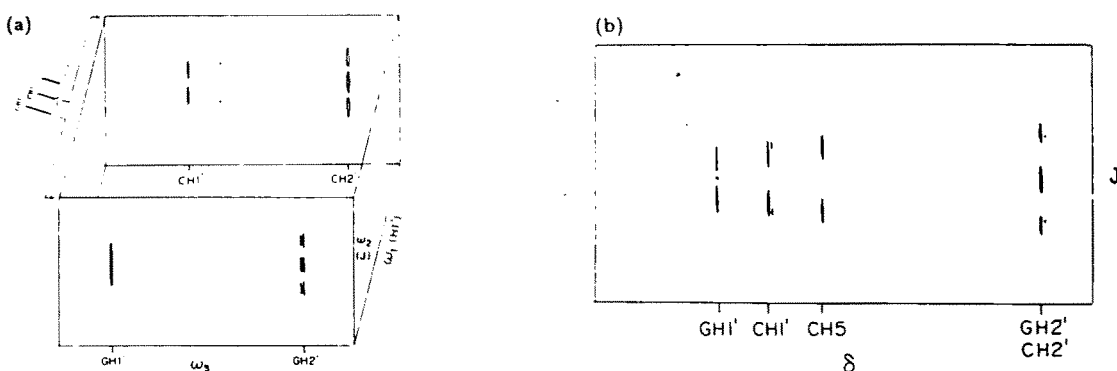 (a)
CH1'
CH2
ω₂
(J)
ω₁ (H1')
GH1
GH2'
ω₃
(b)
J
GH1' CH1' CH5 GH2'
CH2'
δ